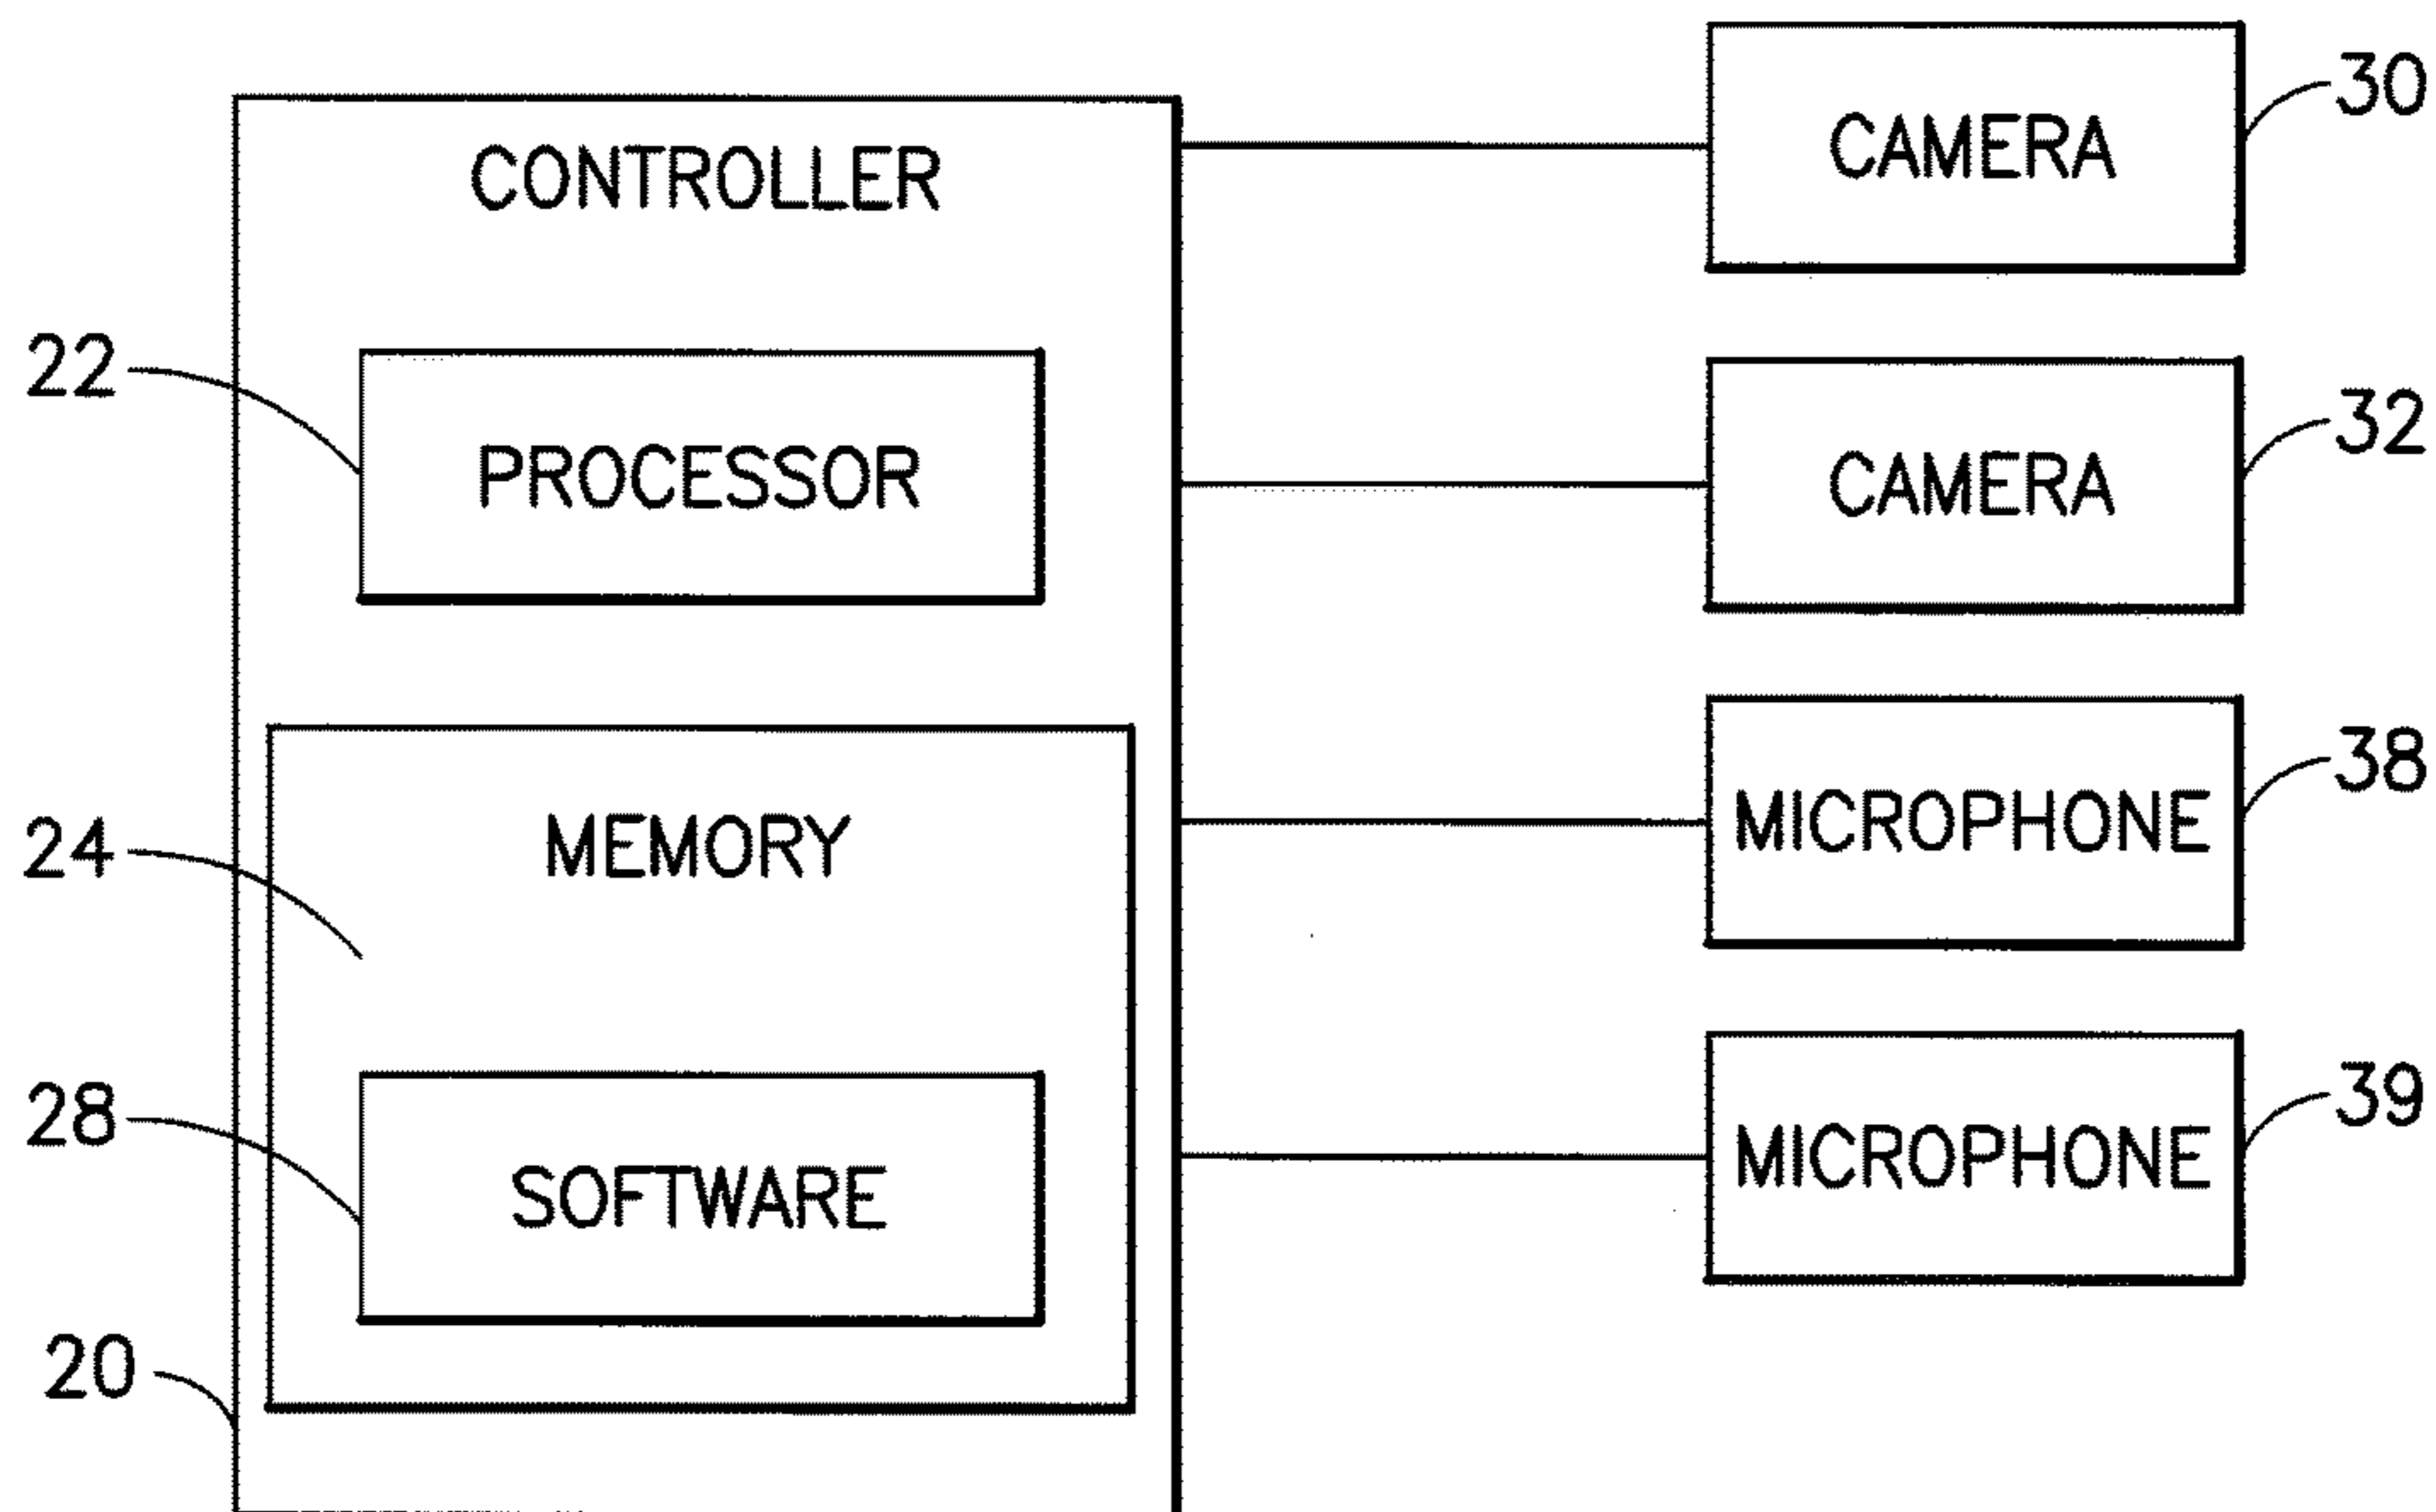 CONTROLLER
22
PROCESSOR
24
MEMORY
28
SOFTWARE
20
CAMERA
30
CAMERA
32
MICROPHONE
38
MICROPHONE
39